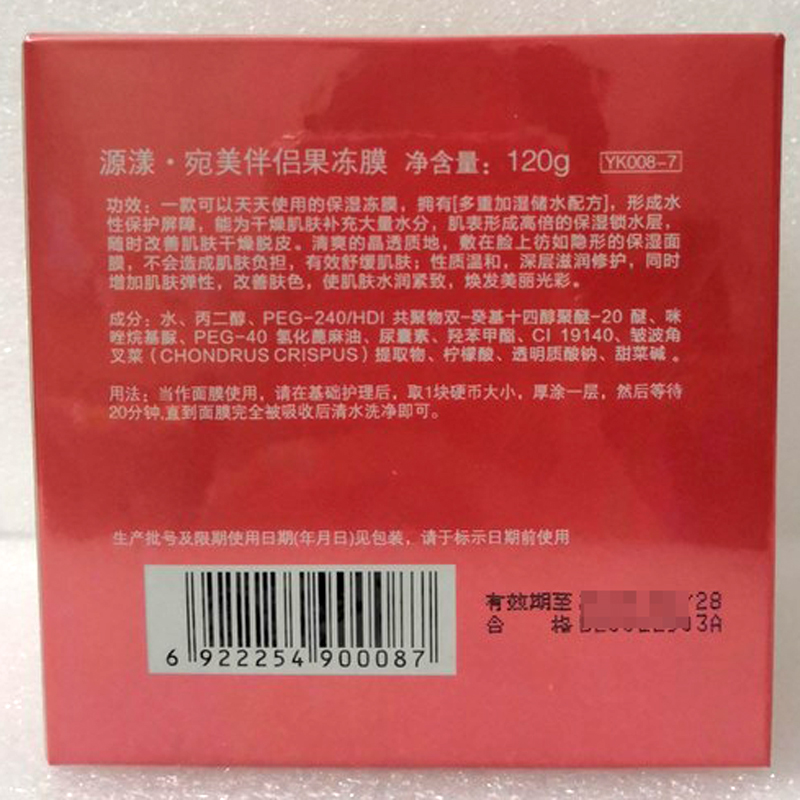 源漾·宛美伴侣果冻膜 净含量：120g YK008-7
功效：一款可以天天使用的保湿冻膜，拥有[多重加湿储水配方]，形成水
性保护屏障，能为干燥肌肤补充大量水分，肌表形成高倍的保湿锁水层，
随时改善肌肤干燥脱皮。清爽的晶透质地，敷在脸上仿如隐形的保湿面
膜，不会造成肌肤负担，有效舒缓肌肤；性质温和，深层滋润修护，同时
增加肌肤弹性，改善肤色，使肌肤水润紧致，焕发美丽光彩。
成分：水、丙二醇、PEG-240/HDI 共聚物双-癸基十四醇聚醚-20 醚、咪
唑烷基脲、PEG-40 氢化蓖麻油、尿囊素、羟苯甲酯、CI 19140、皱波角
叉菜（CHONDRUS CRISPUS）提取物、柠檬酸、透明质酸钠、甜菜碱。
用法：当作面膜使用，请在基础护理后，取1块硬币大小，厚涂一层，然后等待
20分钟,直到面膜完全被吸收后清水洗净即可。
生产批号及限期使用日期(年月日)见包装，请于标示日期前使用
有效期至 /28
合 格 03A
6 922254 900087